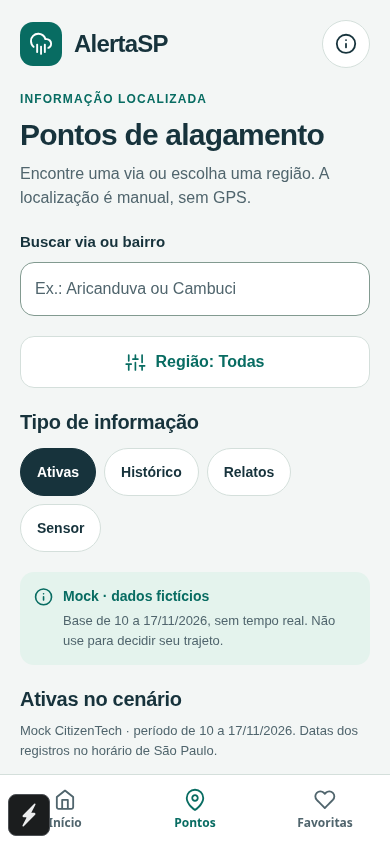 AlertaSP
INFORMAÇÃO LOCALIZADA
Pontos de alagamento
Encontre uma via ou escolha uma região. A
localização é manual, sem GPS.
Buscar via ou bairro
Ex.: Aricanduva ou Cambuci
Região: Todas
Tipo de informação
Ativas
Histórico
Relatos
Sensor
Mock · dados fictícios
Base de 10 a 17/11/2026, sem tempo real. Não
use para decidir seu trajeto.
Ativas no cenário
Mock CitizenTech · período de 10 a 17/11/2026. Datas dos
registros no horário de São Paulo.
Início
Pontos
Favoritas